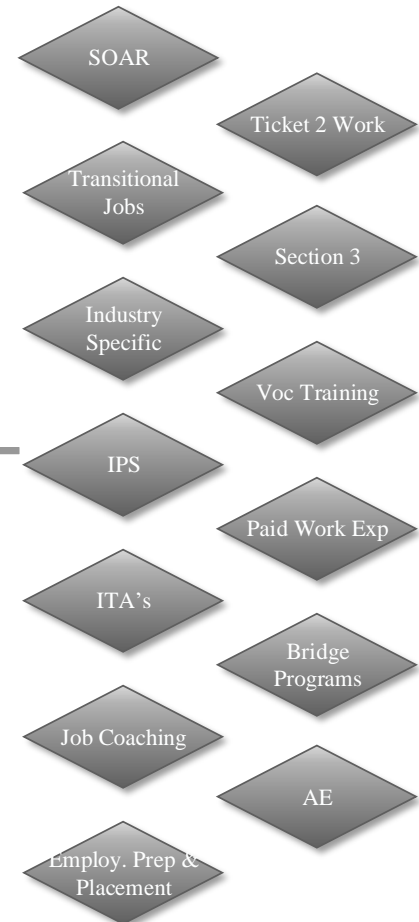 SOAR
Ticket 2 Work
Transitional
Jobs
Section 3
Industry
Specific
Voc Training
IPS
Paid Work Exp
ITA's
Bridge
Programs
Job Coaching
AE
Employ. Prep &
Placement